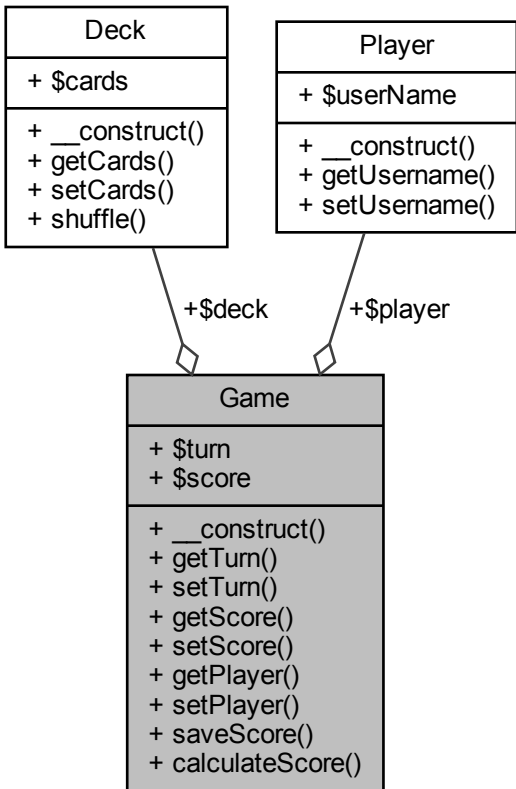 Deck
+ $cards
+ __construct()
+ getCards()
+ setCards()
+ shuffle()
Player
+ $userName
+ __construct()
+ getUsername()
+ setUsername()
+$deck
+$player
Game
+ $turn
+ $score
+ __construct()
+ getTurn()
+ setTurn()
+ getScore()
+ setScore()
+ getPlayer()
+ setPlayer()
+ saveScore()
+ calculateScore()